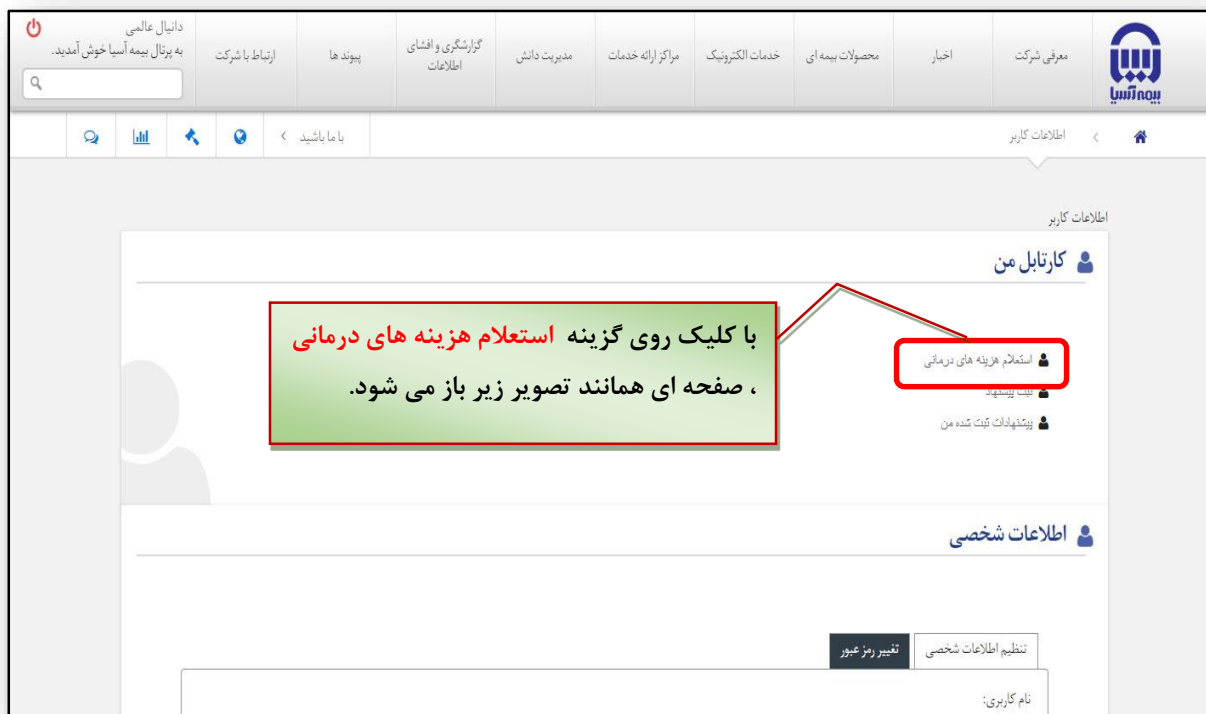 دانیال عالمی
به پرتال بیمه آسیا خوش آمدید.
بیمه آسیا
معرفی شرکت
اخبار
محصولات بیمه ای
خدمات الکترونیک
مراکز ارائه خدمات
مدیریت دانش
گزارشگری و افشای
اطلاعات
پیوند ها
ارتباط با شرکت
اطلاعات کاربر
با ما باشید
اطلاعات کاربر
کارتابل من
با کلیک روی گزینه استعلام هزینه های درمانی
، صفحه ای همانند تصویر زیر باز می شود.
استعلام هزینه های درمانی
ثبت پیشنهاد
پیشنهادات ثبت شده من
اطلاعات شخصی
تنظیم اطلاعات شخصی
تغییر رمز عبور
نام کاربری: